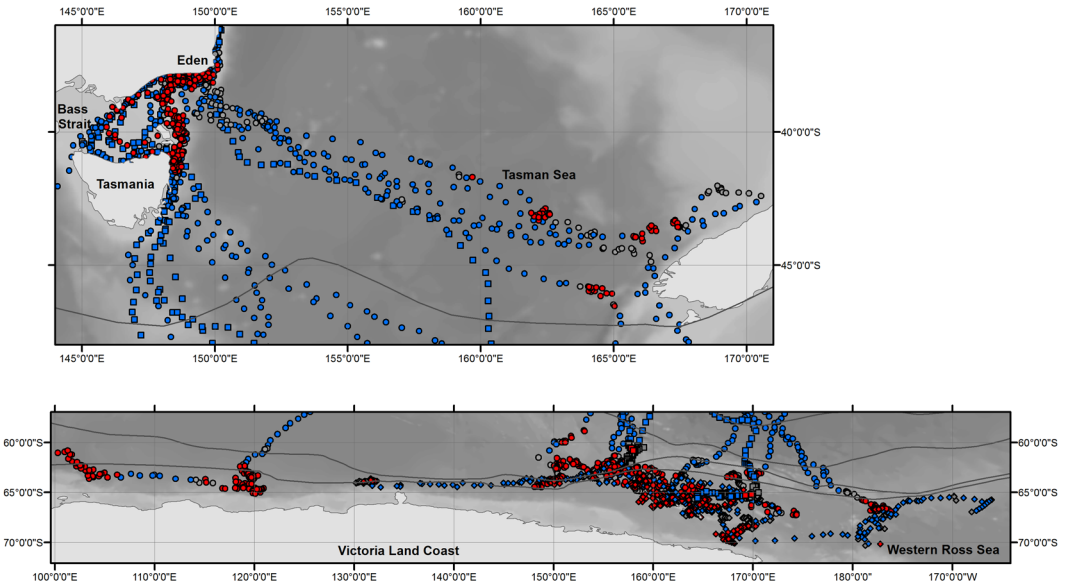 145°0'0"E 150°0'0"E 155°0'0"E 160°0'0"E 165°0'0"E 170°0'0"E
Eden
Bass
Strait
40°0'0"S
Tasman Sea
Tasmania
45°0'0"S
145°0'0"E 150°0'0"E 155°0'0"E 160°0'0"E 165°0'0"E 170°0'0"E
60°0'0"S 60°0'0"S
65°0'0"S 65°0'0"S
70°0'0"S 70°0'0"S
Victoria Land Coast Western Ross Sea
100°0'0"E 110°0'0"E 120°0'0"E 130°0'0"E 140°0'0"E 150°0'0"E 160°0'0"E 170°0'0"E 180°0'0" 170°0'0"W